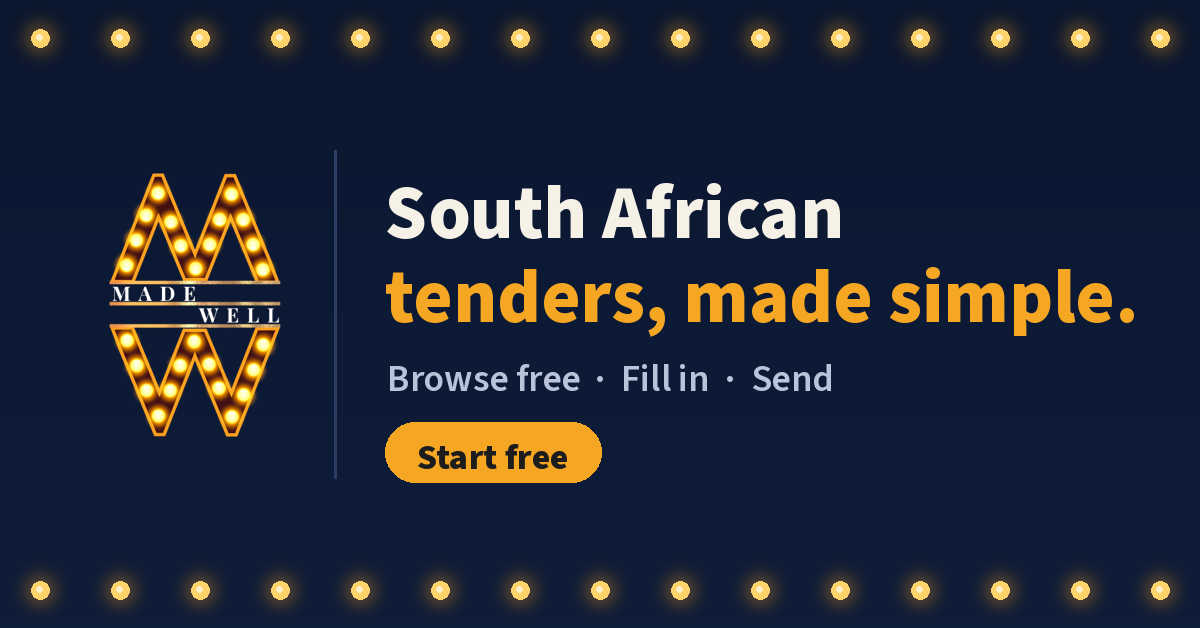 MADE
WELL
South African
tenders, made simple.
Browse free · Fill in · Send
Start free